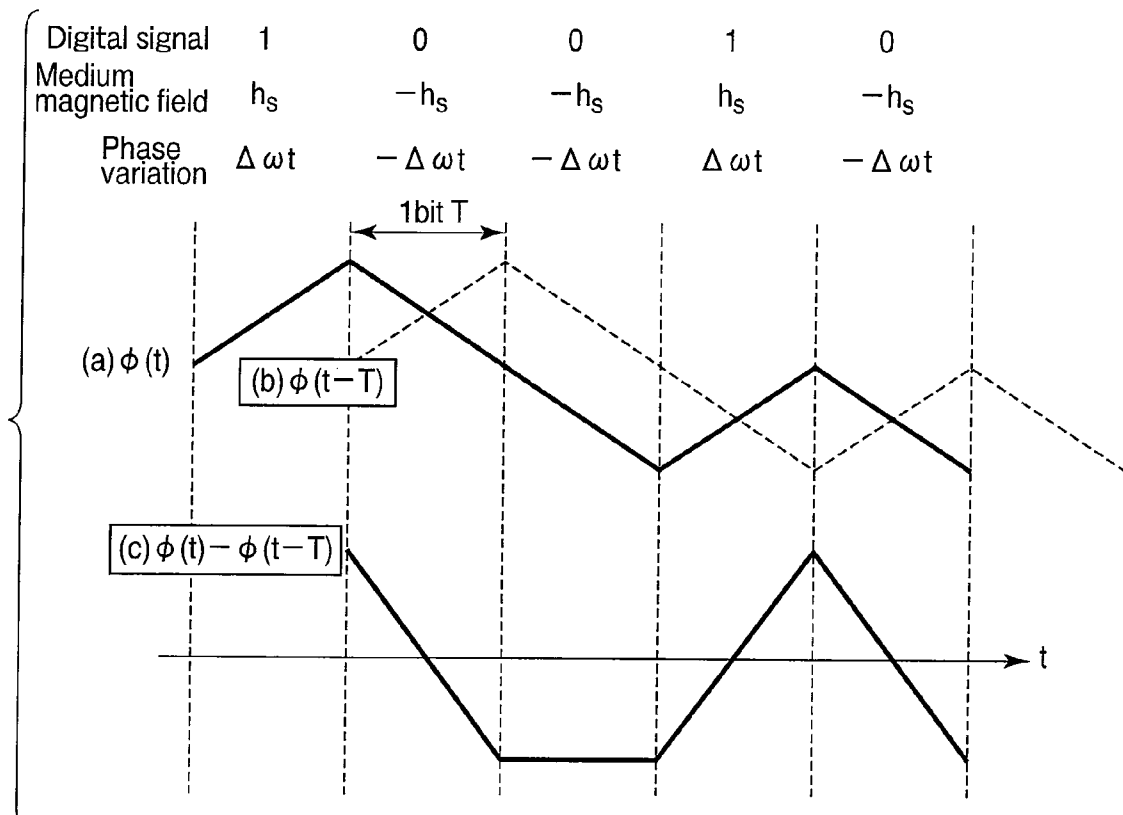 Digital signal 1 0 0 1 0
Medium
magnetic field hs −hs −hs hs −hs
Phase
variation Δωt −Δωt −Δωt Δωt −Δωt
1bit T
(a) ϕ(t)
(b) ϕ(t−T)
(c) ϕ(t)−ϕ(t−T)
t